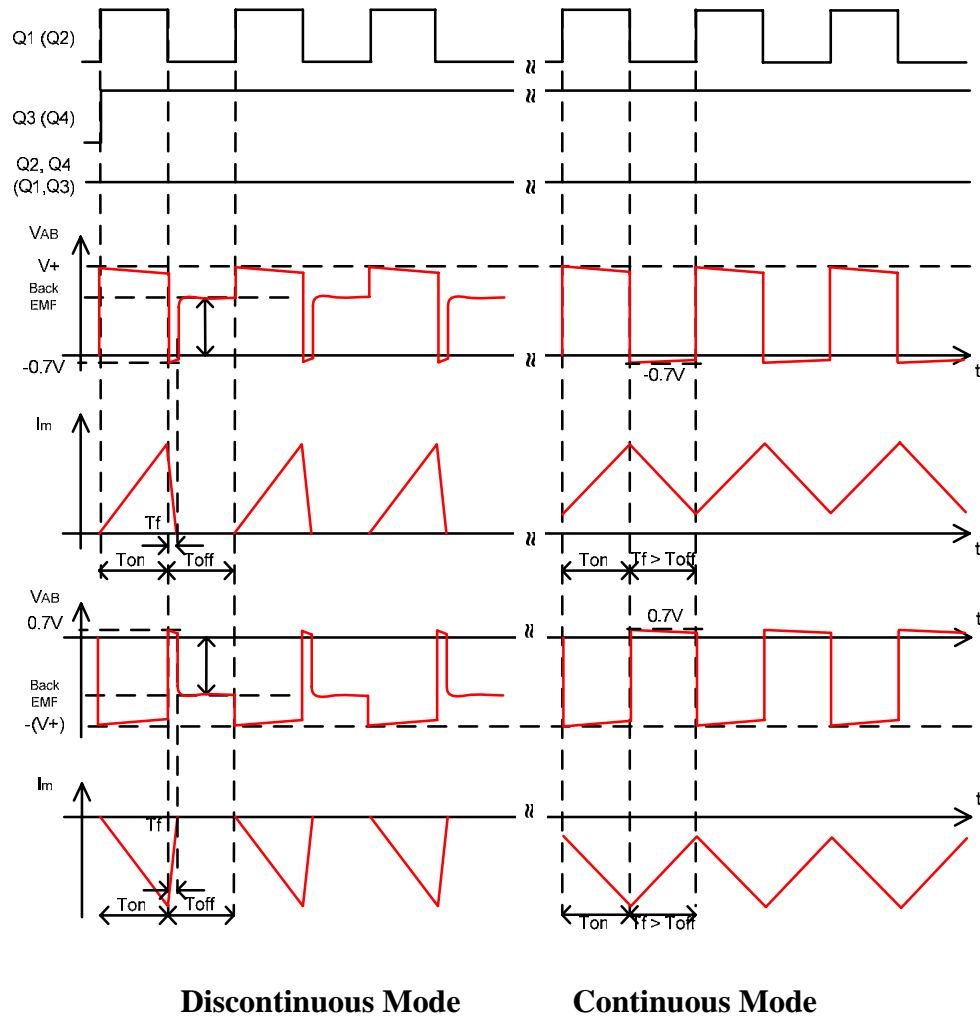 Q1 (Q2)
Q3 (Q4)
Q2, Q4
(Q1,Q3)
VAB
V+
Back
EMF
-0.7V
-0.7V
t
Im
Tf
Ton
Toff
Ton
Tf > Toff
t
VAB
0.7V
0.7V
t
Back
EMF
-(V+)
Im
t
Tf
Ton
Toff
Ton
Tf > Toff
Discontinuous Mode
Continuous Mode